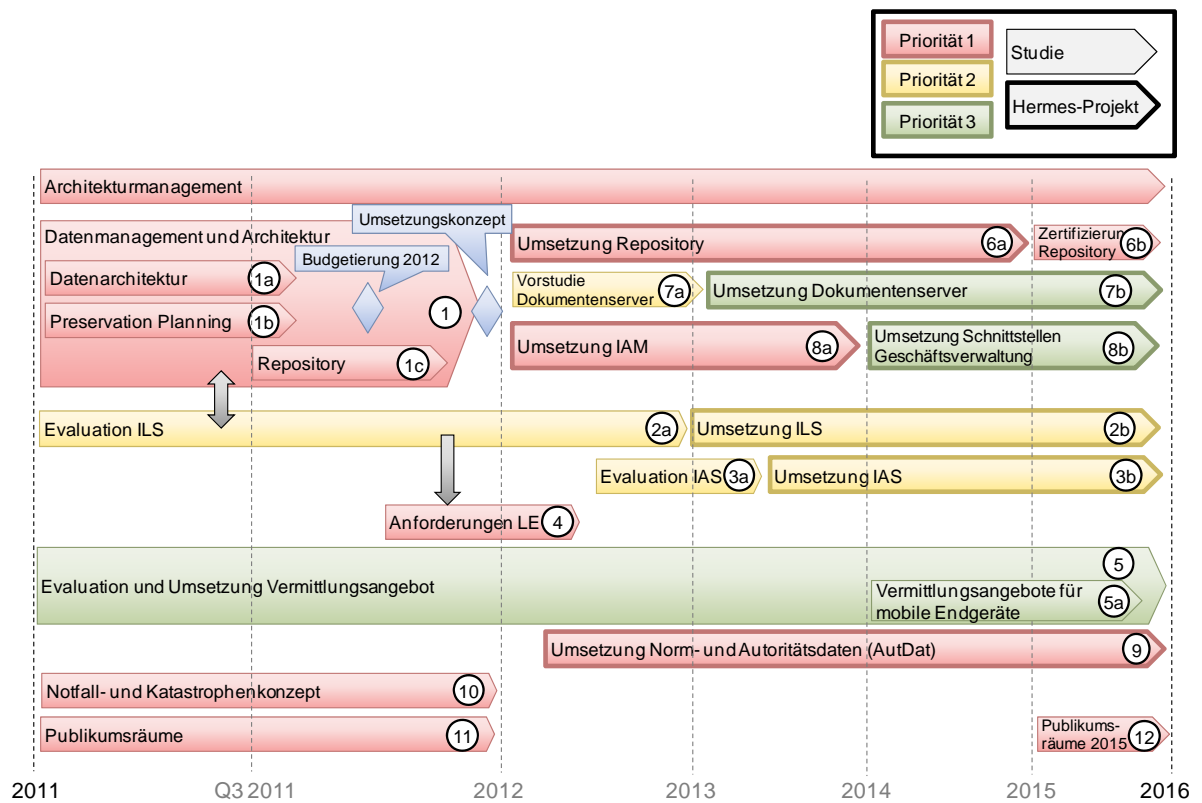 Priorität 1
Priorität 2
Priorität 3
Studie
Hermes-Projekt
Architekturmanagement
Datenmanagement und Architektur
Umsetzungskonzept
Budgetierung 2012
Datenarchitektur
1a
Preservation Planning
1b
Repository
1c
1
Umsetzung Repository
6a
Zertifizierun
Repository
6b
Vorstudie
Dokumentenserver
7a
Umsetzung Dokumentenserver
7b
Umsetzung IAM
8a
Umsetzung Schnittstellen
Geschäftsverwaltung
8b
Evaluation ILS
2a
Umsetzung ILS
2b
Evaluation IAS
3a
Umsetzung IAS
3b
Anforderungen LE
4
Evaluation und Umsetzung Vermittlungsangebot
5
Vermittlungsangebote für
mobile Endgeräte
5a
Umsetzung Norm- und Autoritätsdaten (AutDat)
9
Notfall- und Katastrophenkonzept
10
Publikumsräume
11
Publikums-
räume 2015
12
2011
Q3 2011
2012
2013
2014
2015
2016